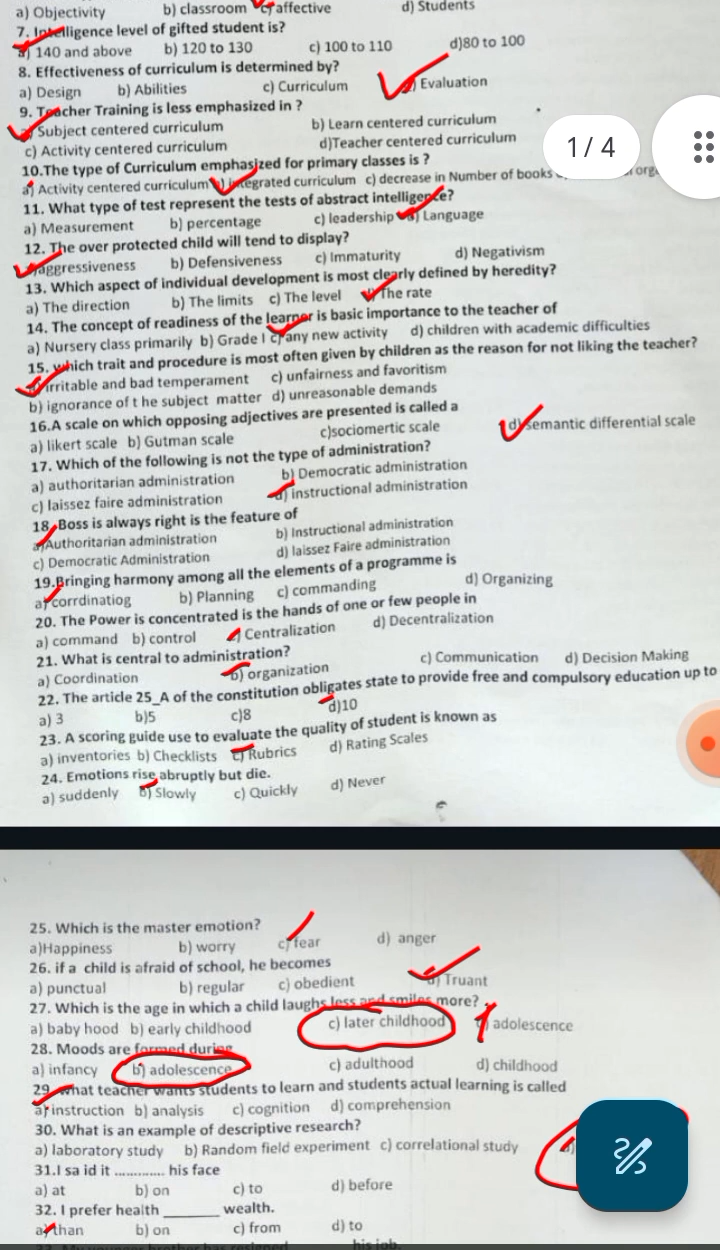 a) Objectivity b) classroom c) affective d) Students
7. Intelligence level of gifted student is?
a) 140 and above b) 120 to 130 c) 100 to 110 d)80 to 100
8. Effectiveness of curriculum is determined by?
a) Design b) Abilities c) Curriculum Evaluation
9. Teacher Training is less emphasized in ?
Subject centered curriculum b) Learn centered curriculum
c) Activity centered curriculum d)Teacher centered curriculum
1 / 4
10.The type of Curriculum emphasized for primary classes is ?
a) Activity centered curriculum integrated curriculum c) decrease in Number of books
11. What type of test represent the tests of abstract intelligence?
a) Measurement b) percentage c) leadership d) Language
12. The over protected child will tend to display?
aggressiveness b) Defensiveness c) Immaturity d) Negativism
13. Which aspect of individual development is most clearly defined by heredity?
a) The direction b) The limits c) The level The rate
14. The concept of readiness of the learner is basic importance to the teacher of
a) Nursery class primarily b) Grade I c) any new activity d) children with academic difficulties
15. which trait and procedure is most often given by children as the reason for not liking the teacher?
irritable and bad temperament c) unfairness and favoritism
b) ignorance of t he subject matter d) unreasonable demands
16.A scale on which opposing adjectives are presented is called a
a) likert scale b) Gutman scale c)sociometric scale d) semantic differential scale
17. Which of the following is not the type of administration?
a) authoritarian administration b) Democratic administration
c) laissez faire administration d) instructional administration
18. Boss is always right is the feature of
a)Authoritarian administration b) Instructional administration
c) Democratic Administration d) laissez Faire administration
19.Bringing harmony among all the elements of a programme is
a) corrdinatiog b) Planning c) commanding d) Organizing
20. The Power is concentrated is the hands of one or few people in
a) command b) control c) Centralization d) Decentralization
21. What is central to administration?
a) Coordination b) organization c) Communication d) Decision Making
22. The article 25_A of the constitution obligates state to provide free and compulsory education up to
a) 3 b)5 c)8 d)10
23. A scoring guide use to evaluate the quality of student is known as
a) inventories b) Checklists c) Rubrics d) Rating Scales
24. Emotions rise abruptly but die.
a) suddenly b) Slowly c) Quickly d) Never
25. Which is the master emotion?
a)Happiness b) worry c) fear d) anger
26. if a child is afraid of school, he becomes
a) punctual b) regular c) obedient d) Truant
27. Which is the age in which a child laughs less and smiles more?
a) baby hood b) early childhood c) later childhood adolescence
28. Moods are formed during
a) infancy b) adolescence c) adulthood d) childhood
29. what teacher wants students to learn and students actual learning is called
a) instruction b) analysis c) cognition d) comprehension
30. What is an example of descriptive research?
a) laboratory study b) Random field experiment c) correlational study
31.I sa id it ............. his face
a) at b) on c) to d) before
32. I prefer health ________ wealth.
a) than b) on c) from d) to
his job.